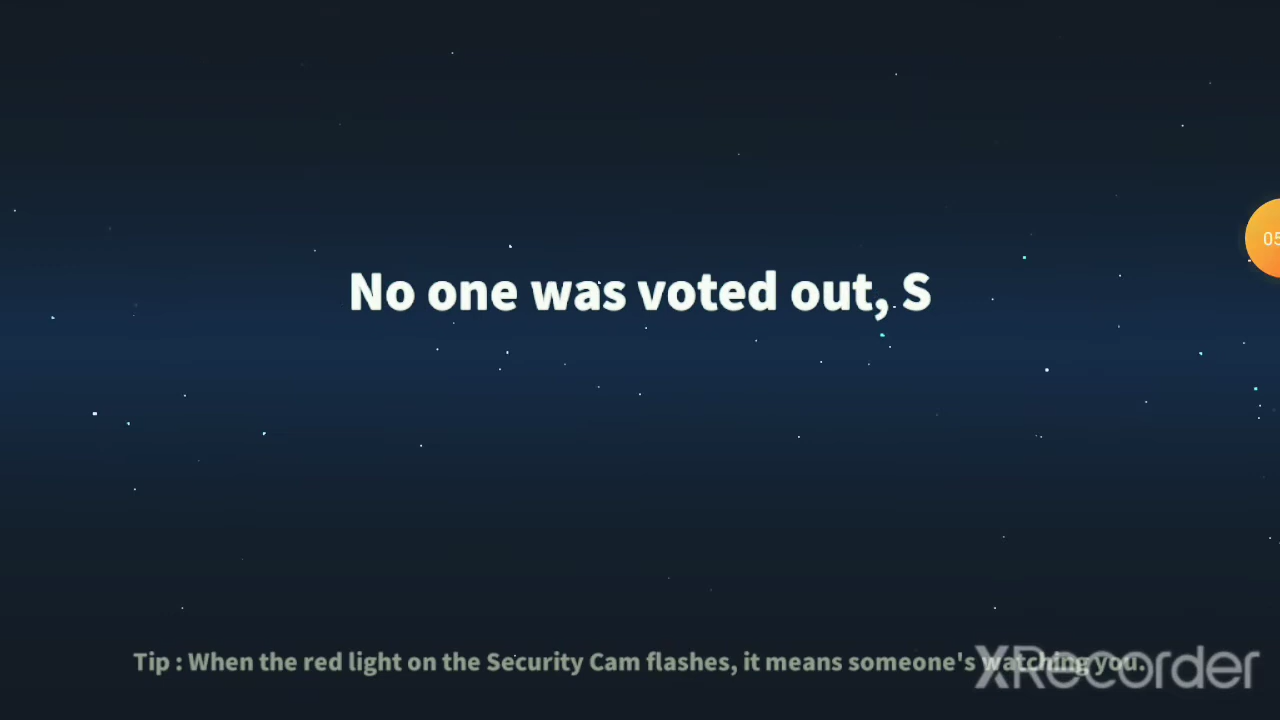 No one was voted out, S
05
Tip : When the red light on the Security Cam flashes, it means someone's watching you.
XRecorder